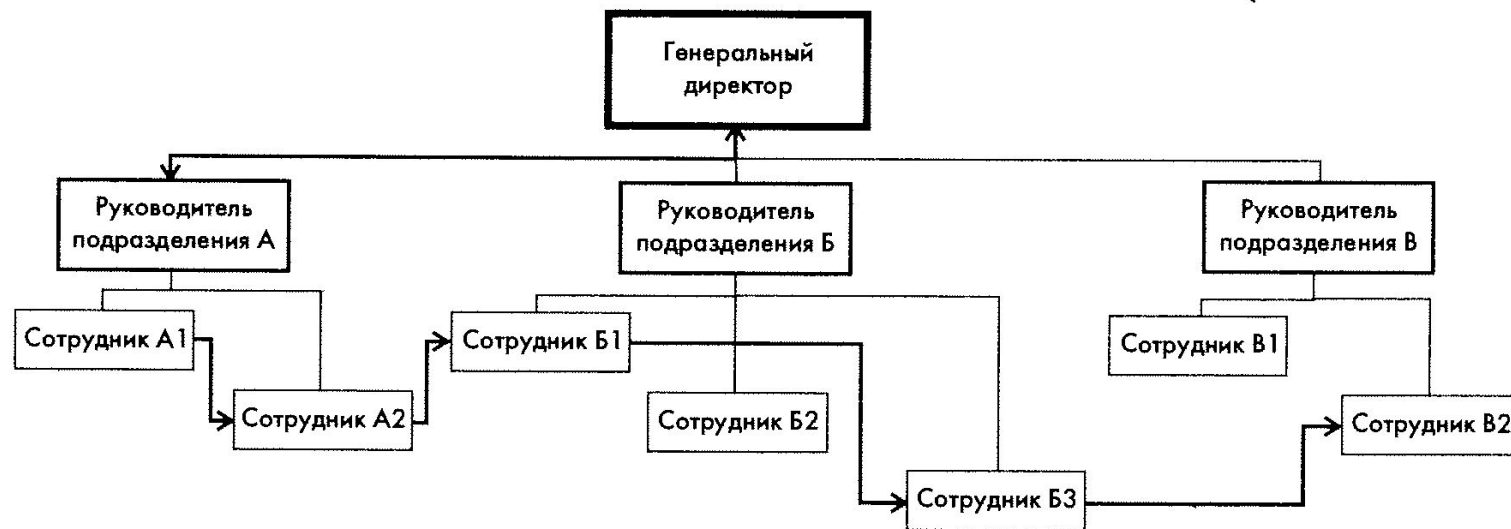 Генеральный
директор
Руководитель
подразделения А
Руководитель
подразделения Б
Руководитель
подразделения В
Сотрудник А1
Сотрудник Б1
Сотрудник В1
Сотрудник А2
Сотрудник Б2
Сотрудник В2
Сотрудник Б3